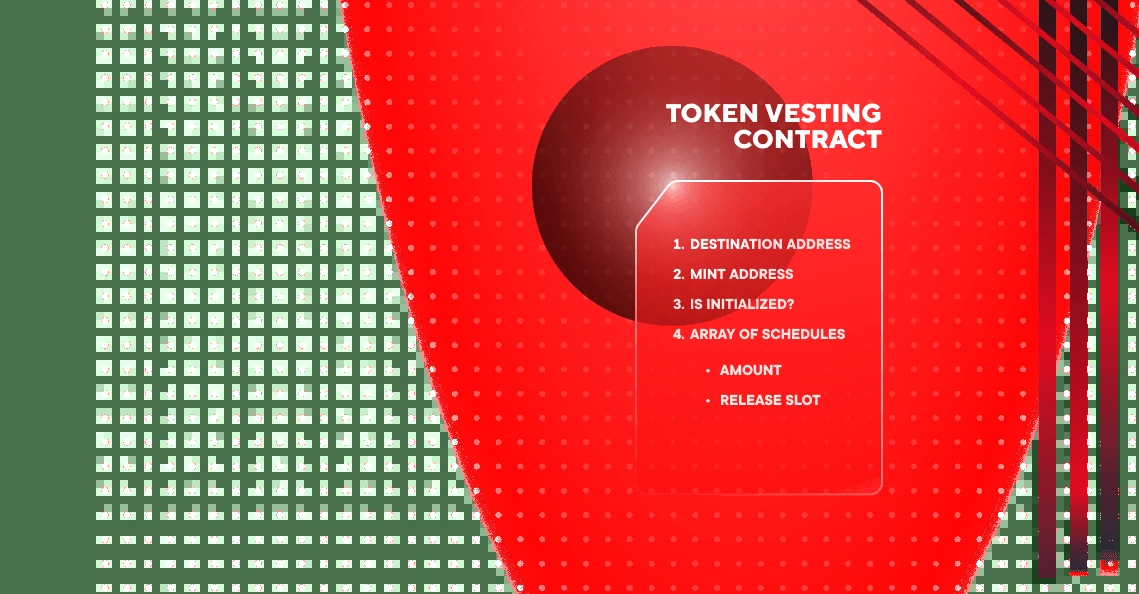 TOKEN VESTING
CONTRACT
1. DESTINATION ADDRESS
2. MINT ADDRESS
3. IS INITIALIZED?
4. ARRAY OF SCHEDULES
• AMOUNT
• RELEASE SLOT